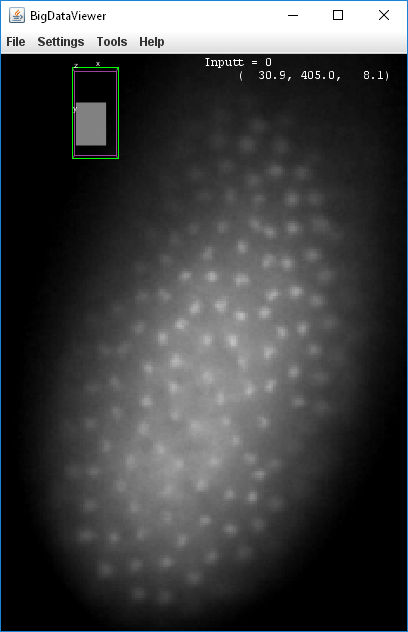 BigDataViewer
File Settings Tools Help
Inputt = 0
( 30.9, 405.0, 8.1)
z x
y